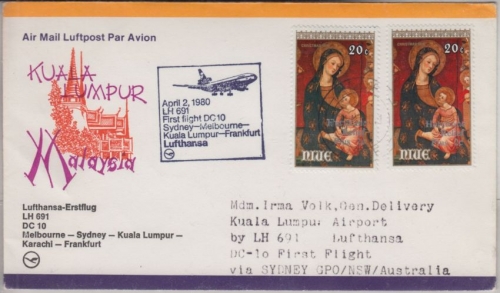 Air Mail Luftpost Par Avion
KUALA
LUMPUR
Malaysia
April 2, 1980
LH 691
First flight DC10
Sydney-Melbourne-
Kuala Lumpur-Frankfurt
Lufthansa
20c
NIUE
20c
NIUE
Lufthansa-Erstflug
LH 691
DC 10
Melbourne – Sydney – Kuala Lumpur –
Karachi – Frankfurt
Mdm.Irma Volk,Gen.Delivery
Kuala Lumpur Airport
by LH 691 Lufthansa
DC-lo First Flight
via SYDNEY GPO/NSW/Australia